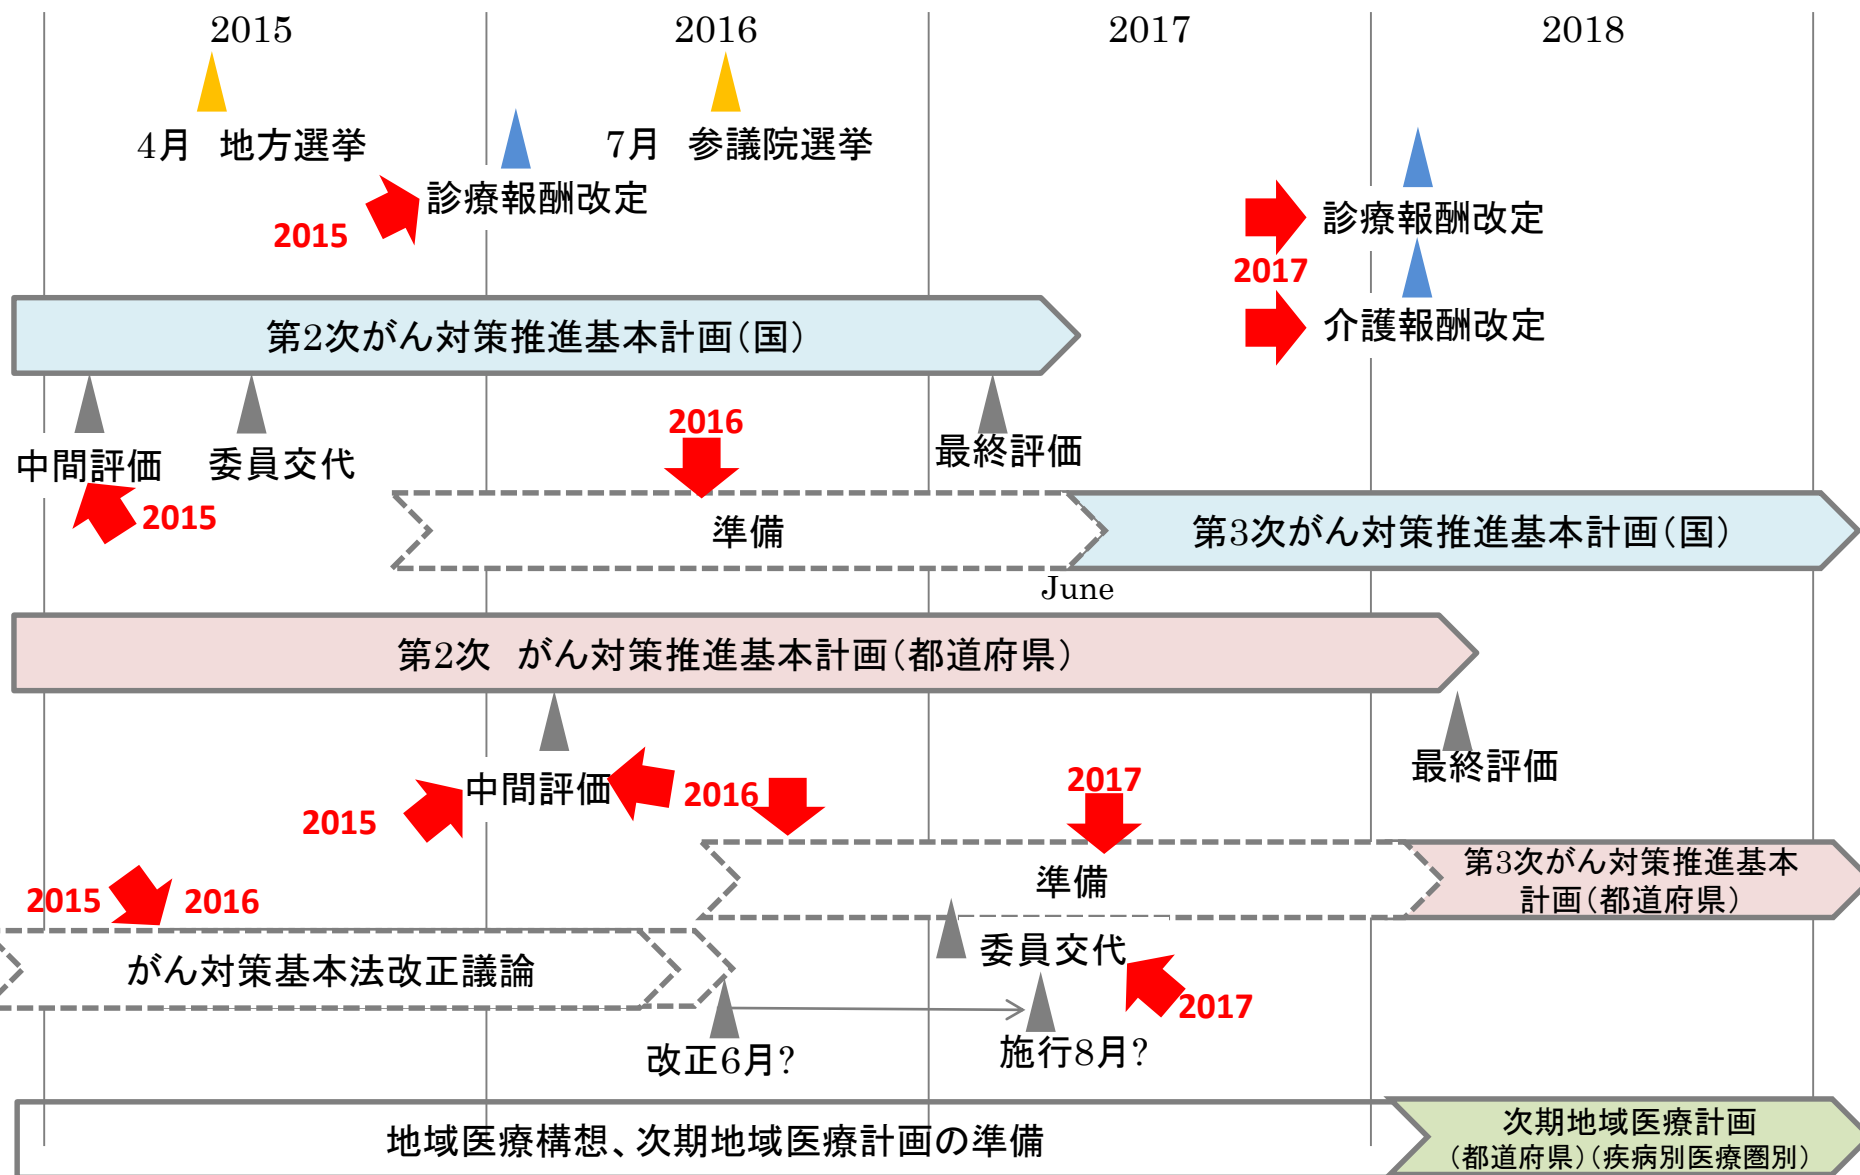 2015
2016
2017
2018
4月 地方選挙
7月 参議院選挙
診療報酬改定
2015
診療報酬改定
2017
介護報酬改定
第2次がん対策推進基本計画(国)
中間評価
委員交代
2016
最終評価
2015
準備
第3次がん対策推進基本計画(国)
June
第2次 がん対策推進基本計画(都道府県)
中間評価
2015
2016
2017
最終評価
準備
第3次がん対策推進基本
計画(都道府県)
2015
2016
がん対策基本法改正議論
委員交代
2017
改正6月?
施行8月?
地域医療構想、次期地域医療計画の準備
次期地域医療計画
(都道府県)(疾病別医療圏別)